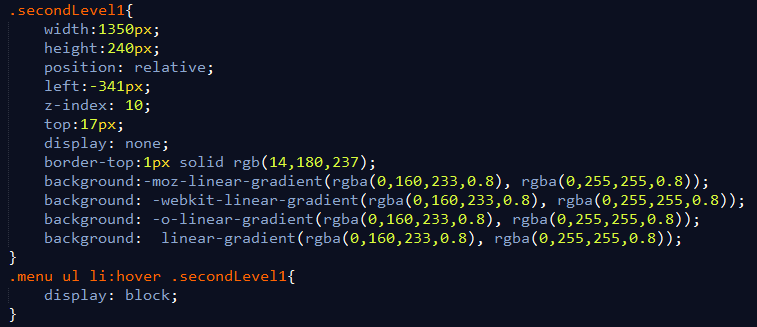 .secondLevel1{
    width:1350px;
    height:240px;
    position: relative;
    left:-341px;
    z-index: 10;
    top:17px;
    display: none;
    border-top:1px solid rgb(14,180,237);
    background:-moz-linear-gradient(rgba(0,160,233,0.8), rgba(0,255,255,0.8));
    background: -webkit-linear-gradient(rgba(0,160,233,0.8), rgba(0,255,255,0.8));
    background: -o-linear-gradient(rgba(0,160,233,0.8), rgba(0,255,255,0.8));
    background:  linear-gradient(rgba(0,160,233,0.8), rgba(0,255,255,0.8));
}
.menu ul li:hover .secondLevel1{
    display: block;
}